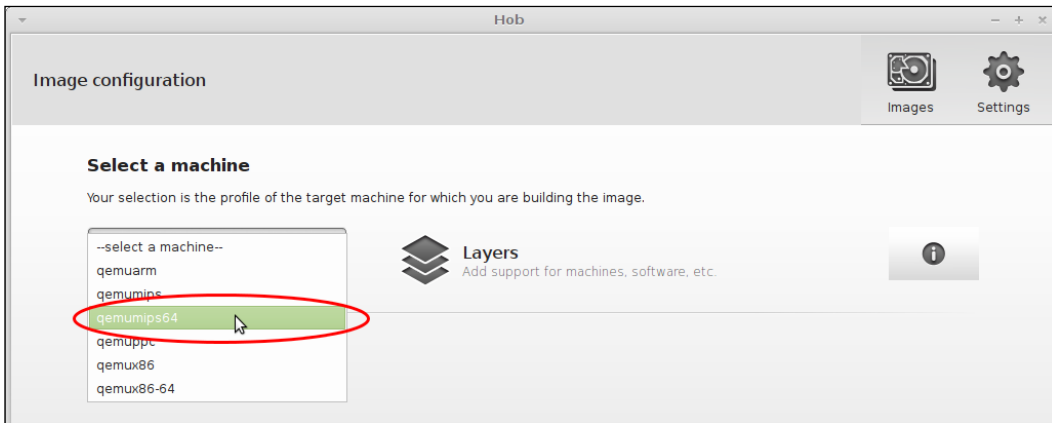 Hob
Image configuration
Images
Settings
Select a machine
Your selection is the profile of the target machine for which you are building the image.
--select a machine--
qemuarm
qemumips
qemumips64
qemuppc
qemux86
qemux86-64
Layers
Add support for machines, software, etc.